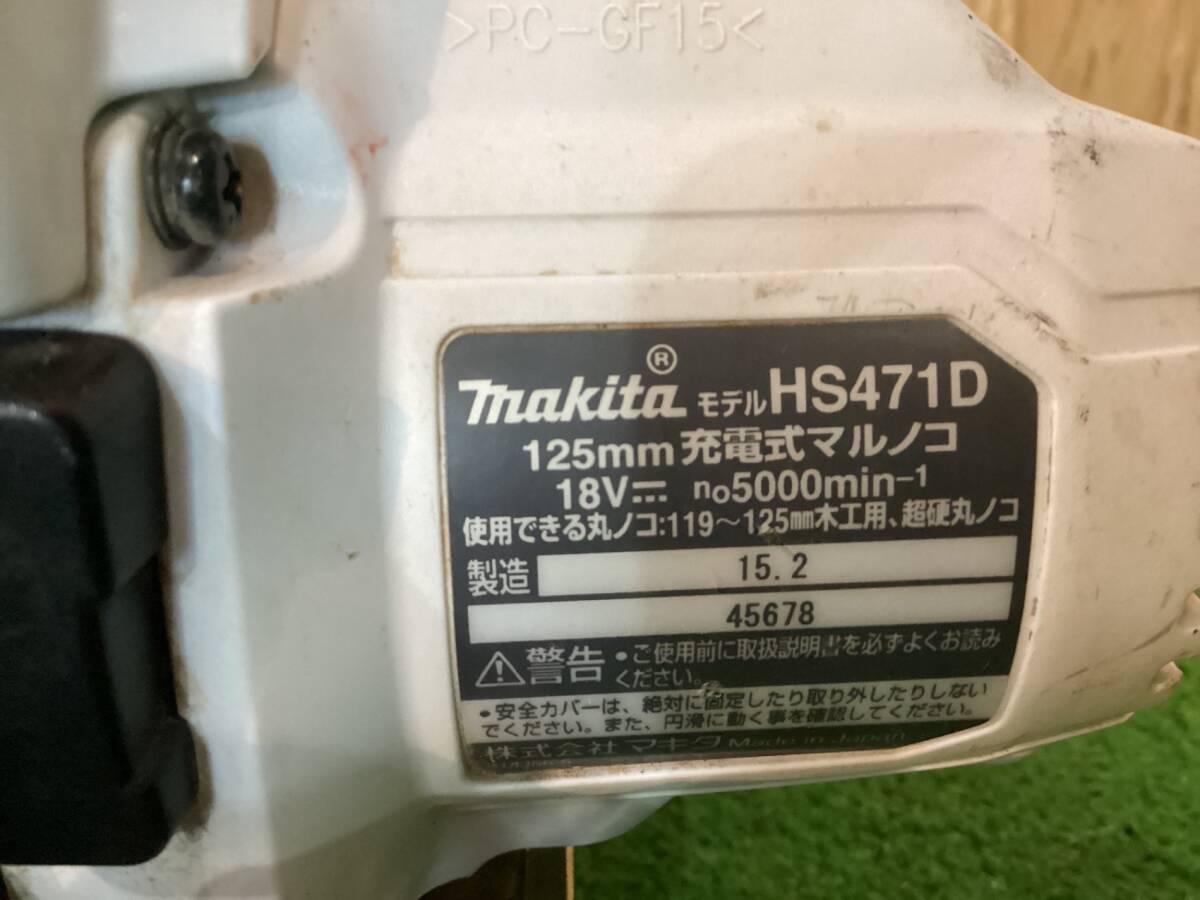 >PC-GF15<
makita® モデルHS471D
125mm 充電式マルノコ
18V⎓ no5000min-1
使用できる丸ノコ:119〜125mm木工用、超硬丸ノコ
製造 15.2
45678
⚠警告 •ご使用前に取扱説明書を必ずよくお読み
ください。
•安全カバーは、絶対に固定したり取り外したりしない
でください。また、円滑に動く事を確認してください。
株式会社 マキタ Made in Japan